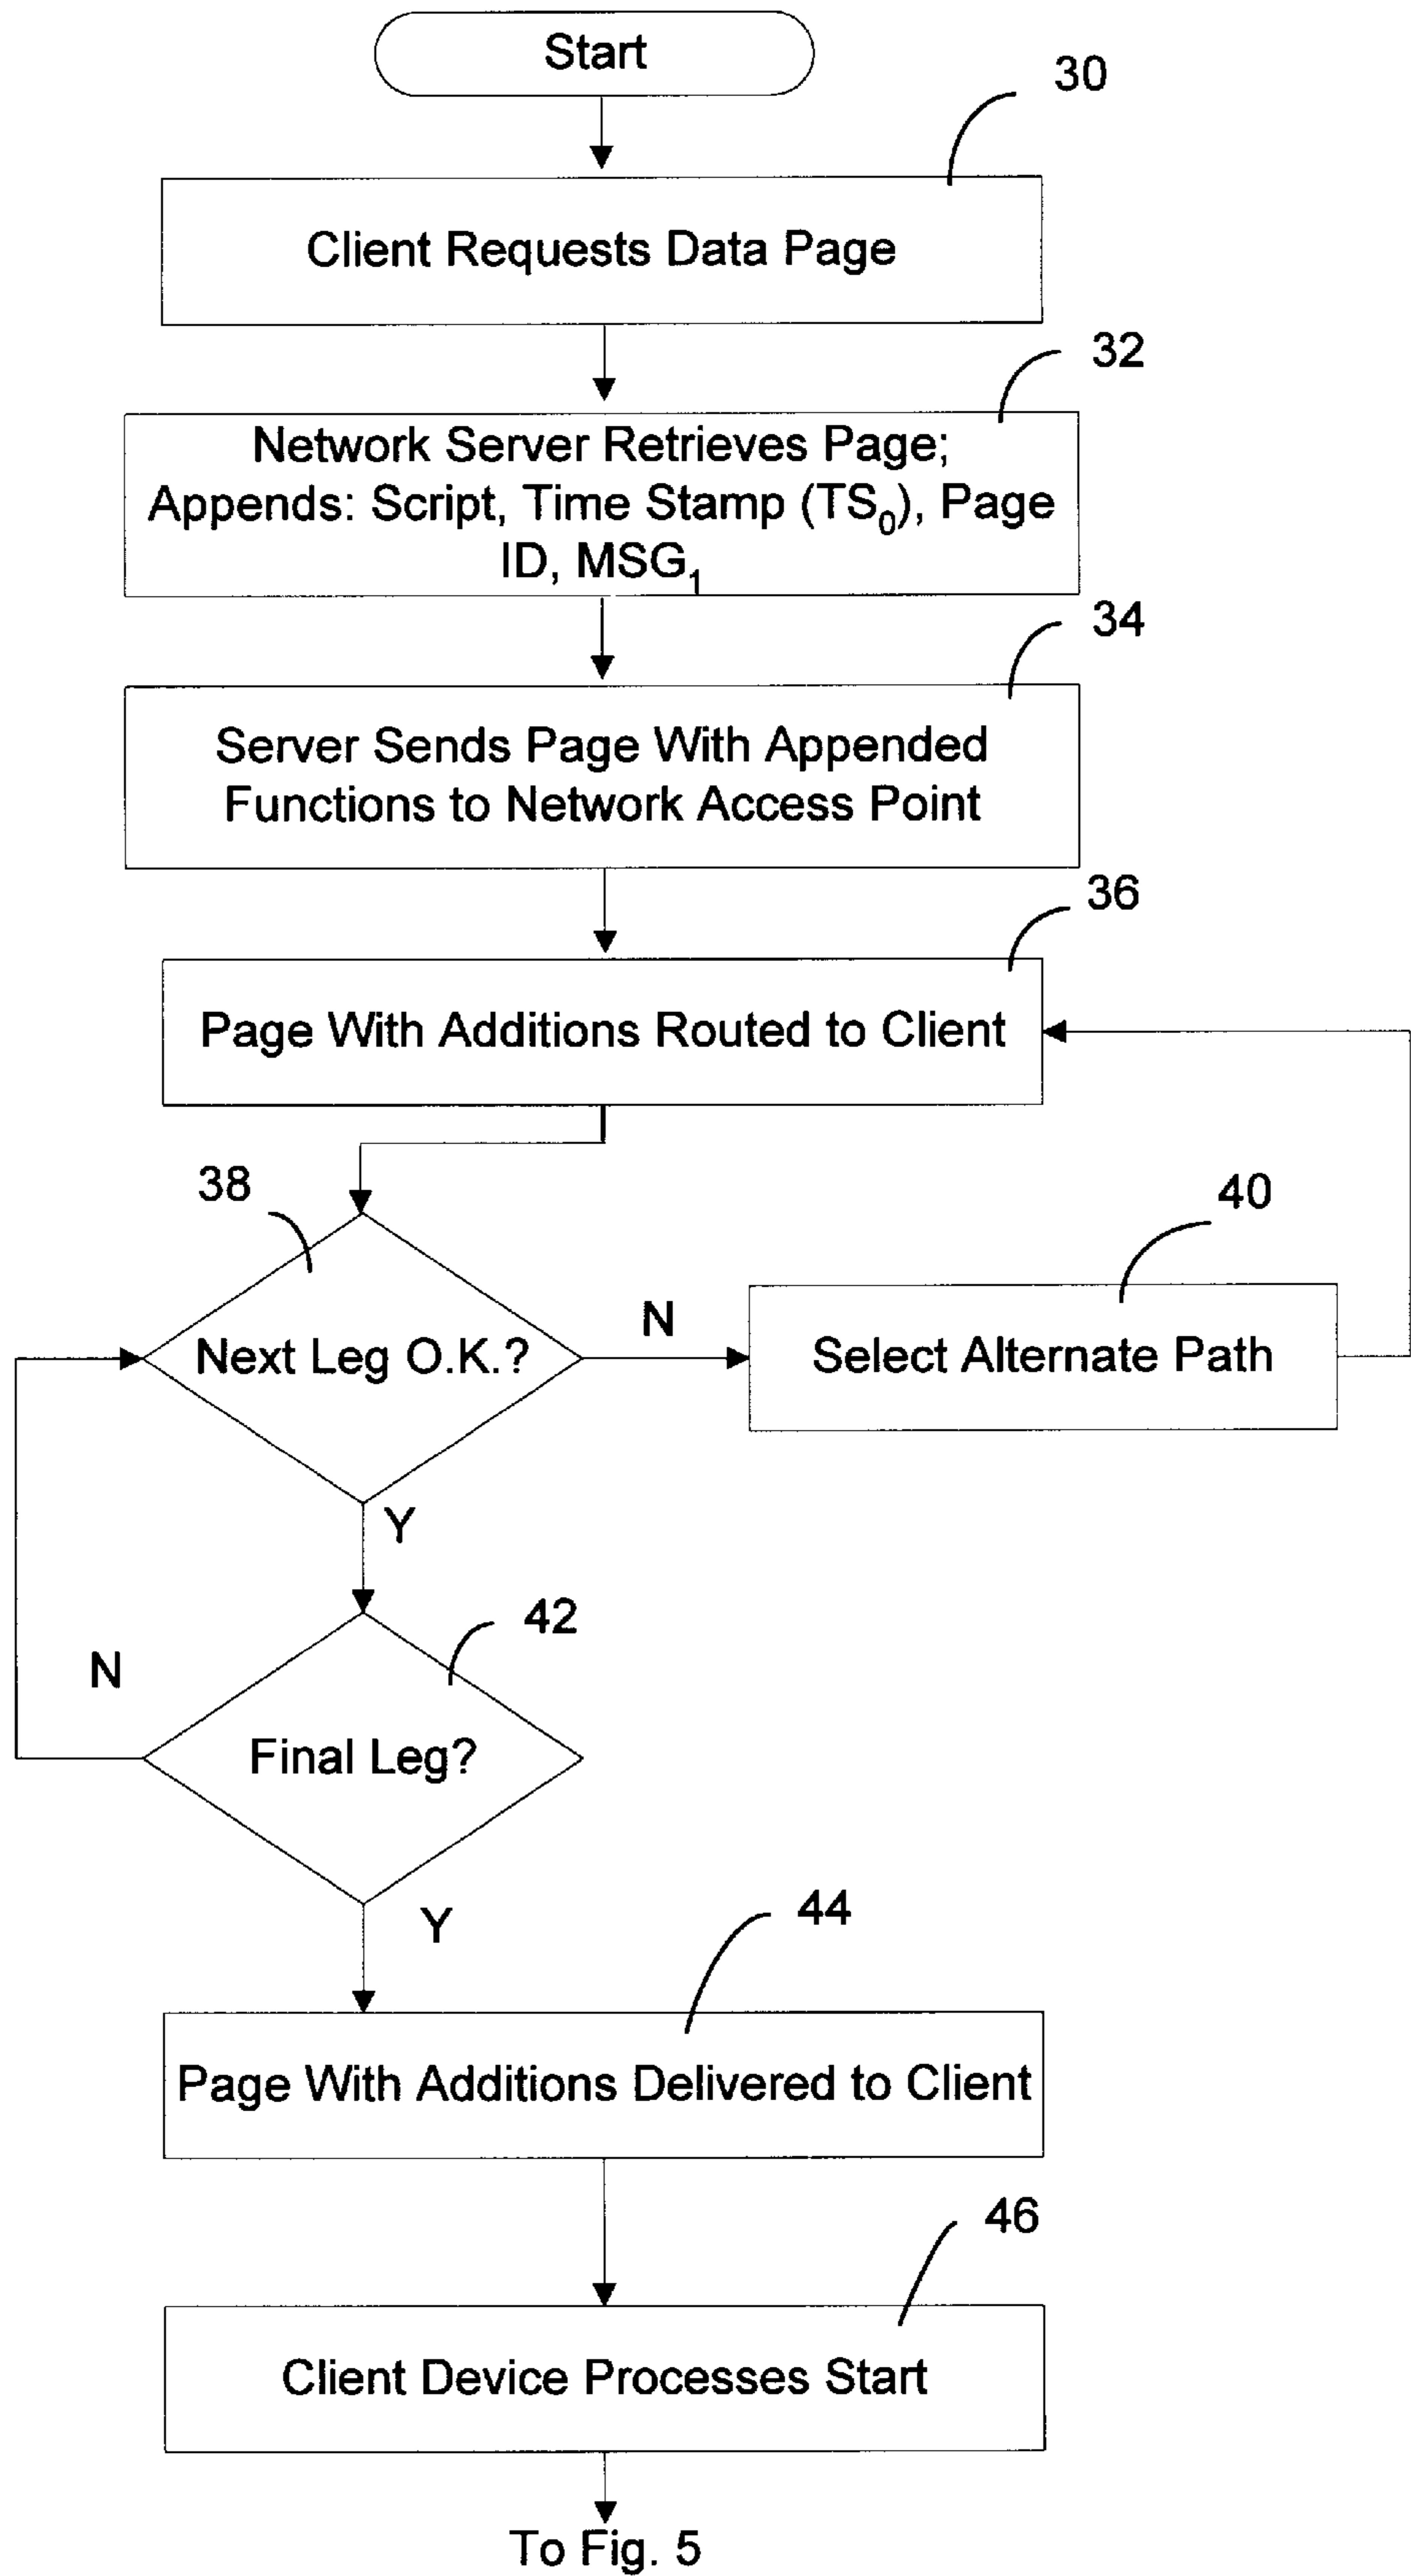 Start
30
Client Requests Data Page
32
Network Server Retrieves Page;
Appends: Script, Time Stamp (TS₀), Page
ID, MSG₁
34
Server Sends Page With Appended
Functions to Network Access Point
36
Page With Additions Routed to Client
38
40
Next Leg O.K.?
N
Select Alternate Path
Y
42
N
Final Leg?
Y
44
Page With Additions Delivered to Client
46
Client Device Processes Start
To Fig. 5